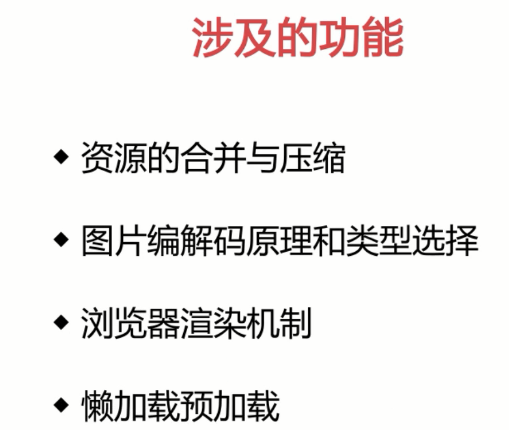 涉及的功能
◆ 资源的合并与压缩
◆ 图片编解码原理和类型选择
◆ 浏览器渲染机制
◆ 懒加载预加载